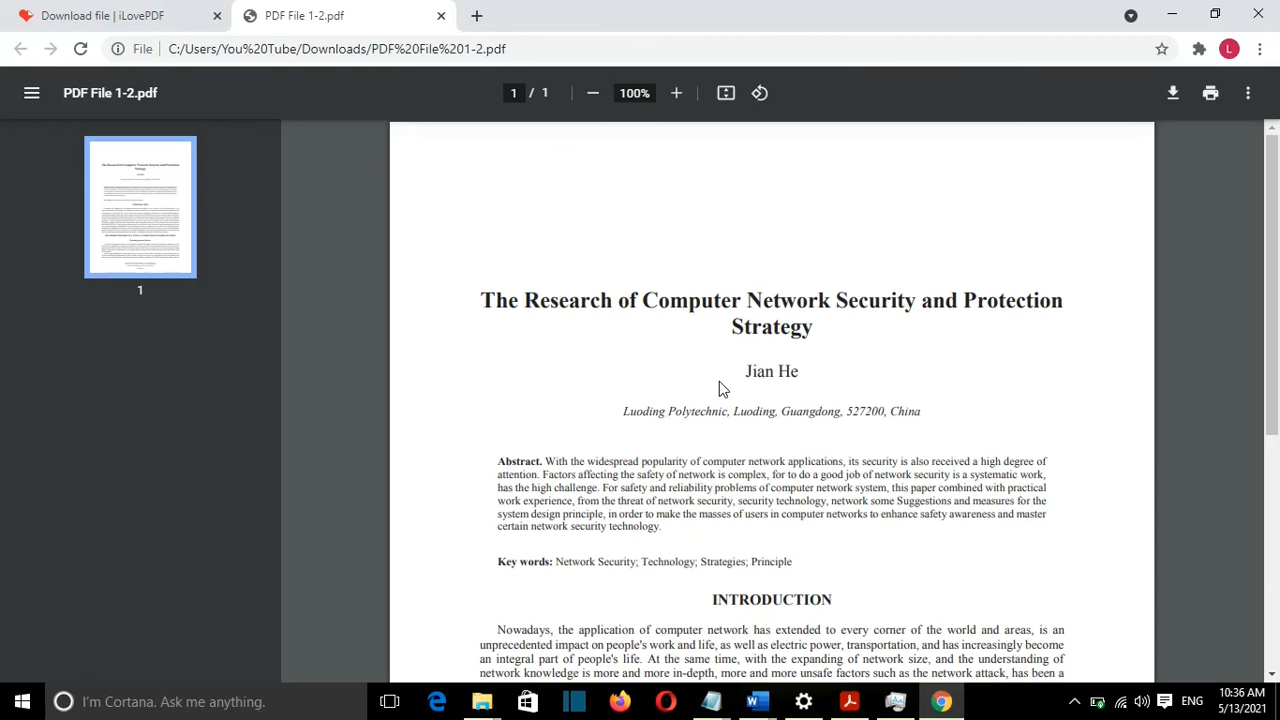 Download file | iLovePDF
PDF File 1-2.pdf
File C:/Users/You%20Tube/Downloads/PDF%20File%201-2.pdf
L
PDF File 1-2.pdf
1 / 1
100%
1
The Research of Computer Network Security and Protection
Strategy
Jian He
Luoding Polytechnic, Luoding, Guangdong, 527200, China
Abstract. With the widespread popularity of computer network applications, its security is also received a high degree of
attention. Factors affecting the safety of network is complex, for to do a good job of network security is a systematic work,
has the high challenge. For safety and reliability problems of computer network system, this paper combined with practical
work experience, from the threat of network security, security technology, network some Suggestions and measures for the
system design principle, in order to make the masses of users in computer networks to enhance safety awareness and master
certain network security technology.
Key words: Network Security; Technology; Strategies; Principle
INTRODUCTION
Nowadays, the application of computer network has extended to every corner of the world and areas, is an
unprecedented impact on people's work and life, as well as electric power, transportation, and has increasingly become
an integral part of people's life. At the same time, with the expanding of network size, and the understanding of
network knowledge is more and more in-depth, more and more unsafe factors such as the network attack, has been a
I'm Cortana. Ask me anything.
ENG
10:36 AM
5/13/2021